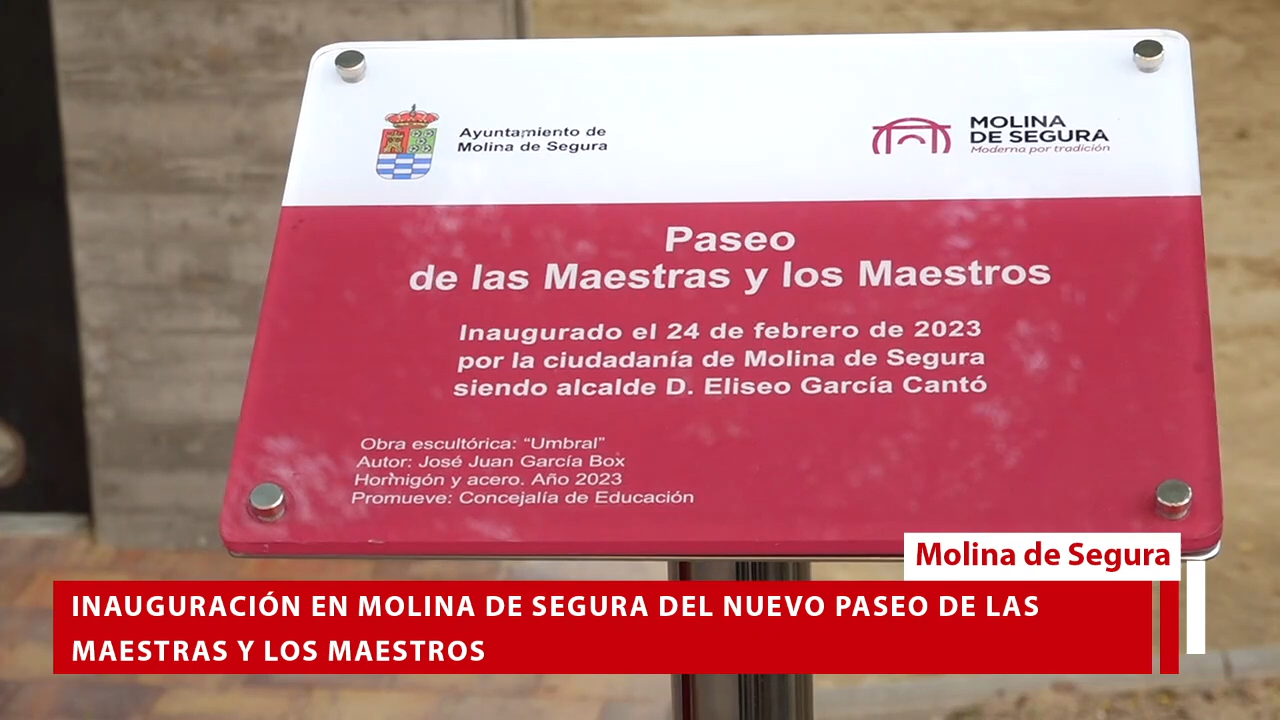 Ayuntamiento de
Molina de Segura
MOLINA
DE SEGURA
Moderna por tradición
Paseo
de las Maestras y los Maestros
Inaugurado el 24 de febrero de 2023
por la ciudadanía de Molina de Segura
siendo alcalde D. Eliseo García Cantó
Obra escultórica: “Umbral”
Autor: José Juan García Box
Hormigón y acero. Año 2023
Promueve: Concejalía de Educación
Molina de Segura
INAUGURACIÓN EN MOLINA DE SEGURA DEL NUEVO PASEO DE LAS
MAESTRAS Y LOS MAESTROS